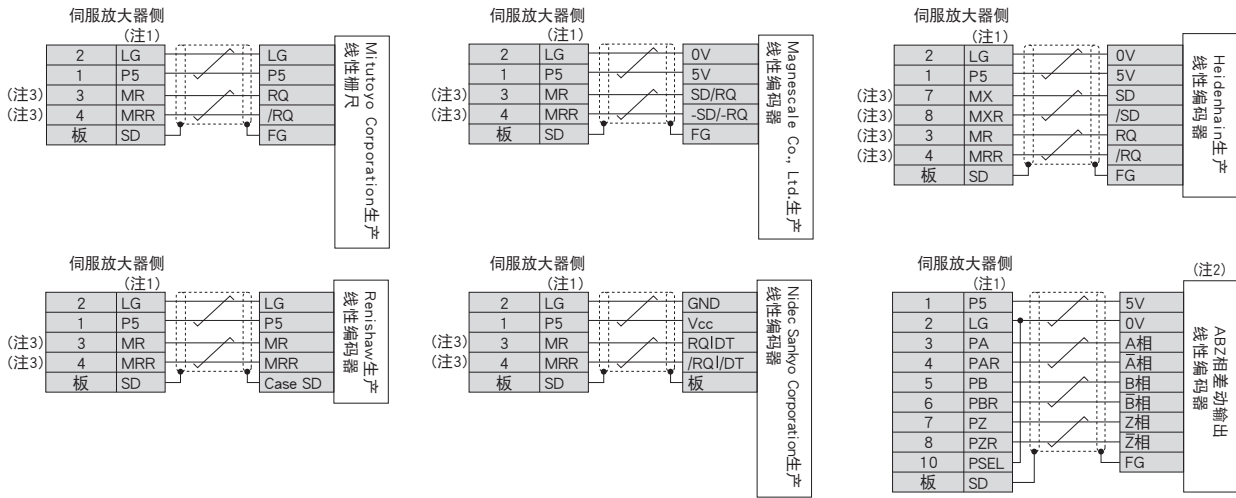 伺服放大器侧
(注1)
2 LG LG
1 P5 P5
(注3) 3 MR RQ
(注3) 4 MRR /RQ
板 SD FG
Mitutoyo Corporation生产
线性栅尺
伺服放大器侧
(注1)
2 LG 0V
1 P5 5V
(注3) 3 MR SD/RQ
(注3) 4 MRR -SD/-RQ
板 SD FG
Magnescale Co., Ltd.生产
线性编码器
伺服放大器侧
(注1)
2 LG 0V
1 P5 5V
(注3) 7 MX SD
(注3) 8 MXR /SD
(注3) 3 MR RQ
(注3) 4 MRR /RQ
板 SD FG
Heidenhain生产
线性编码器
伺服放大器侧
(注1)
2 LG LG
1 P5 P5
(注3) 3 MR MR
(注3) 4 MRR MRR
板 SD Case SD
Renishaw生产
线性编码器
伺服放大器侧
(注1)
2 LG GND
1 P5 Vcc
(注3) 3 MR RQ|DT
(注3) 4 MRR /RQ|/DT
板 SD 板
Nidec Sankyo Corporation生产
线性编码器
伺服放大器侧
(注1)
(注2)
1 P5 5V
2 LG 0V
3 PA A相
4 PAR A̅相
5 PB B相
6 PBR B̅相
7 PZ Z相
8 PZR Z̅相
10 PSEL FG
板 SD
ABZ相差动输出
线性编码器